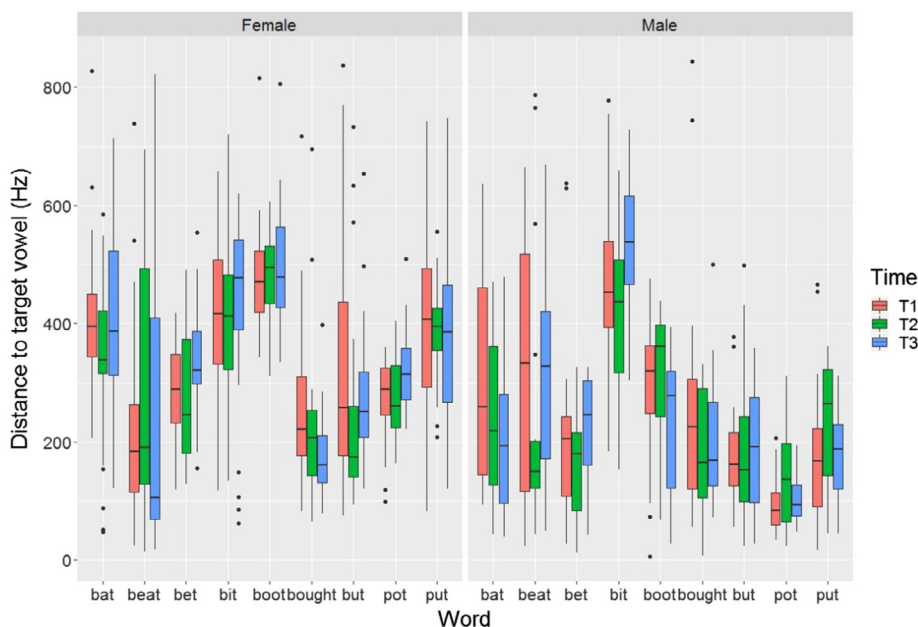 Female Male
Distance to target vowel (Hz)
800
600
400
200
0
bat beat bet bit boot bought but pot put bat beat bet bit boot bought but pot put
Word
Time
T1
T2
T3